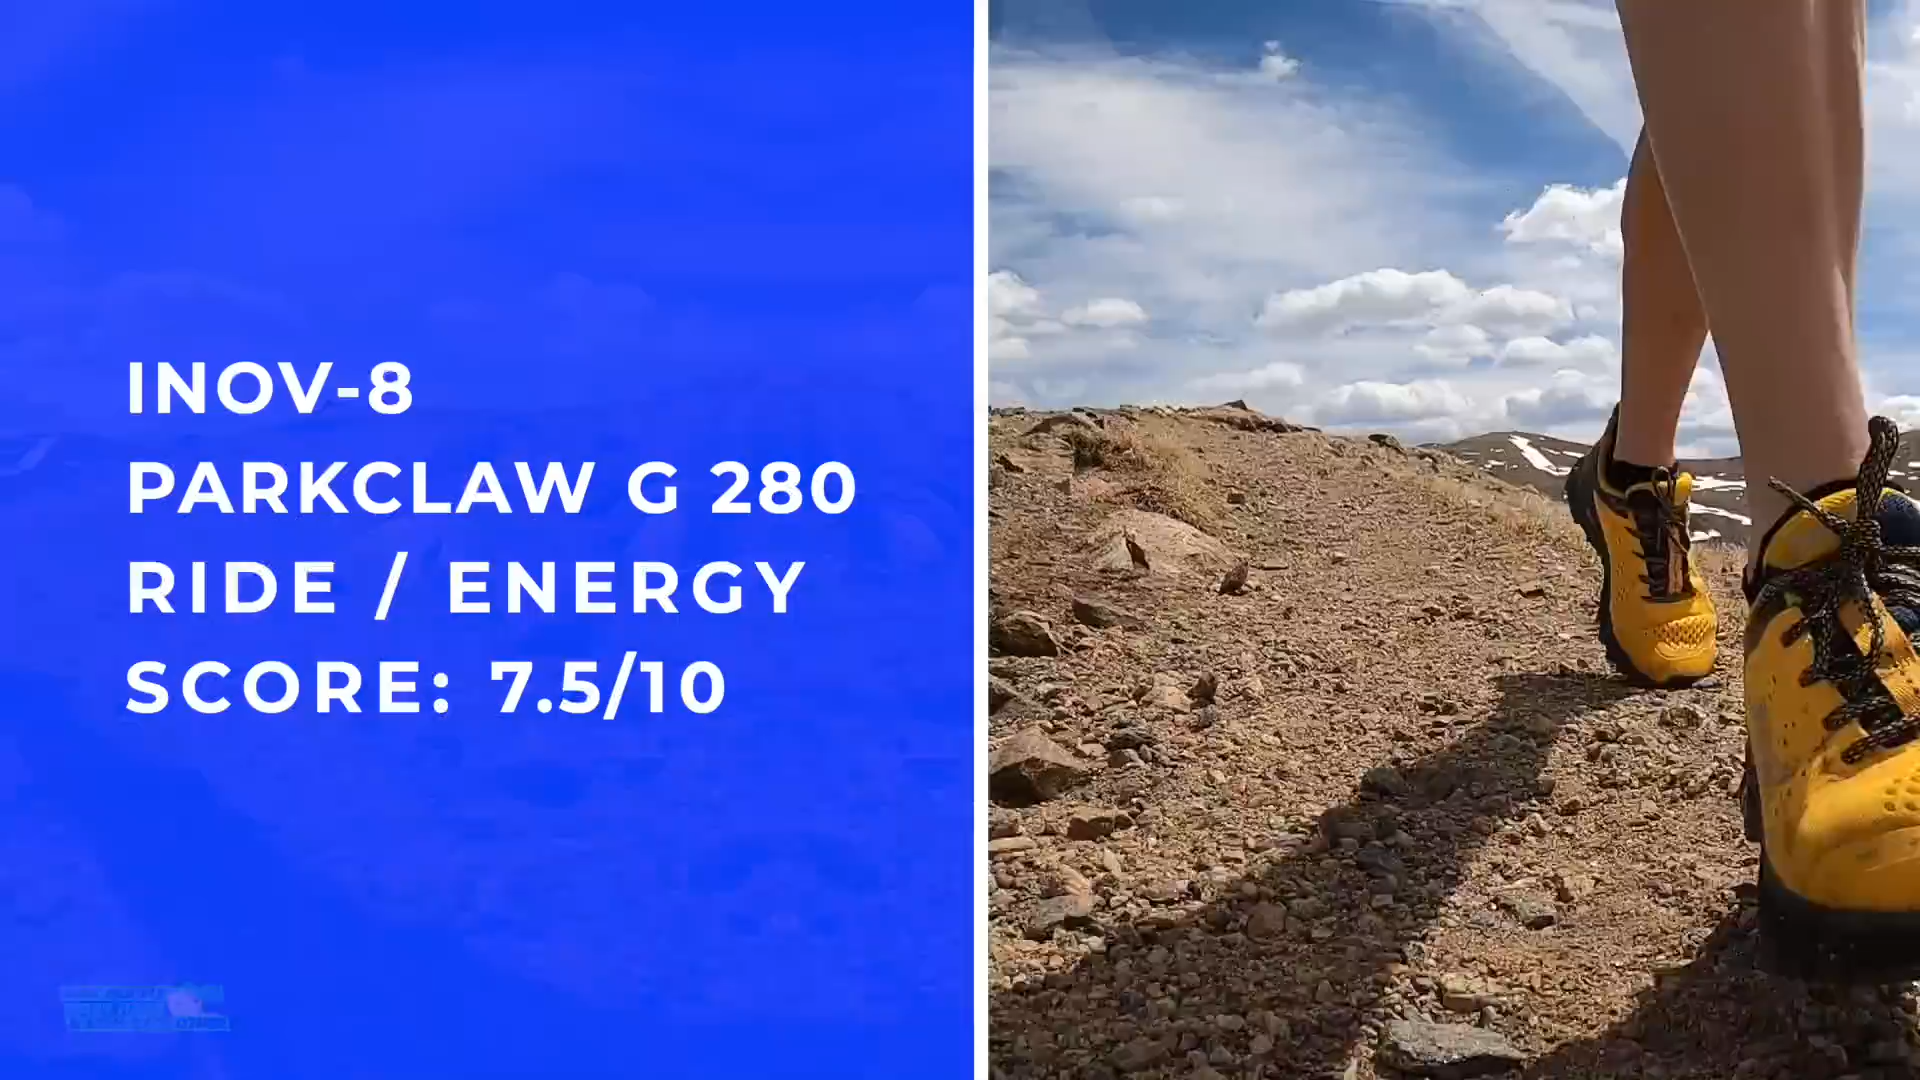 INOV-8
PARKCLAW G 280
RIDE / ENERGY
SCORE: 7.5/10